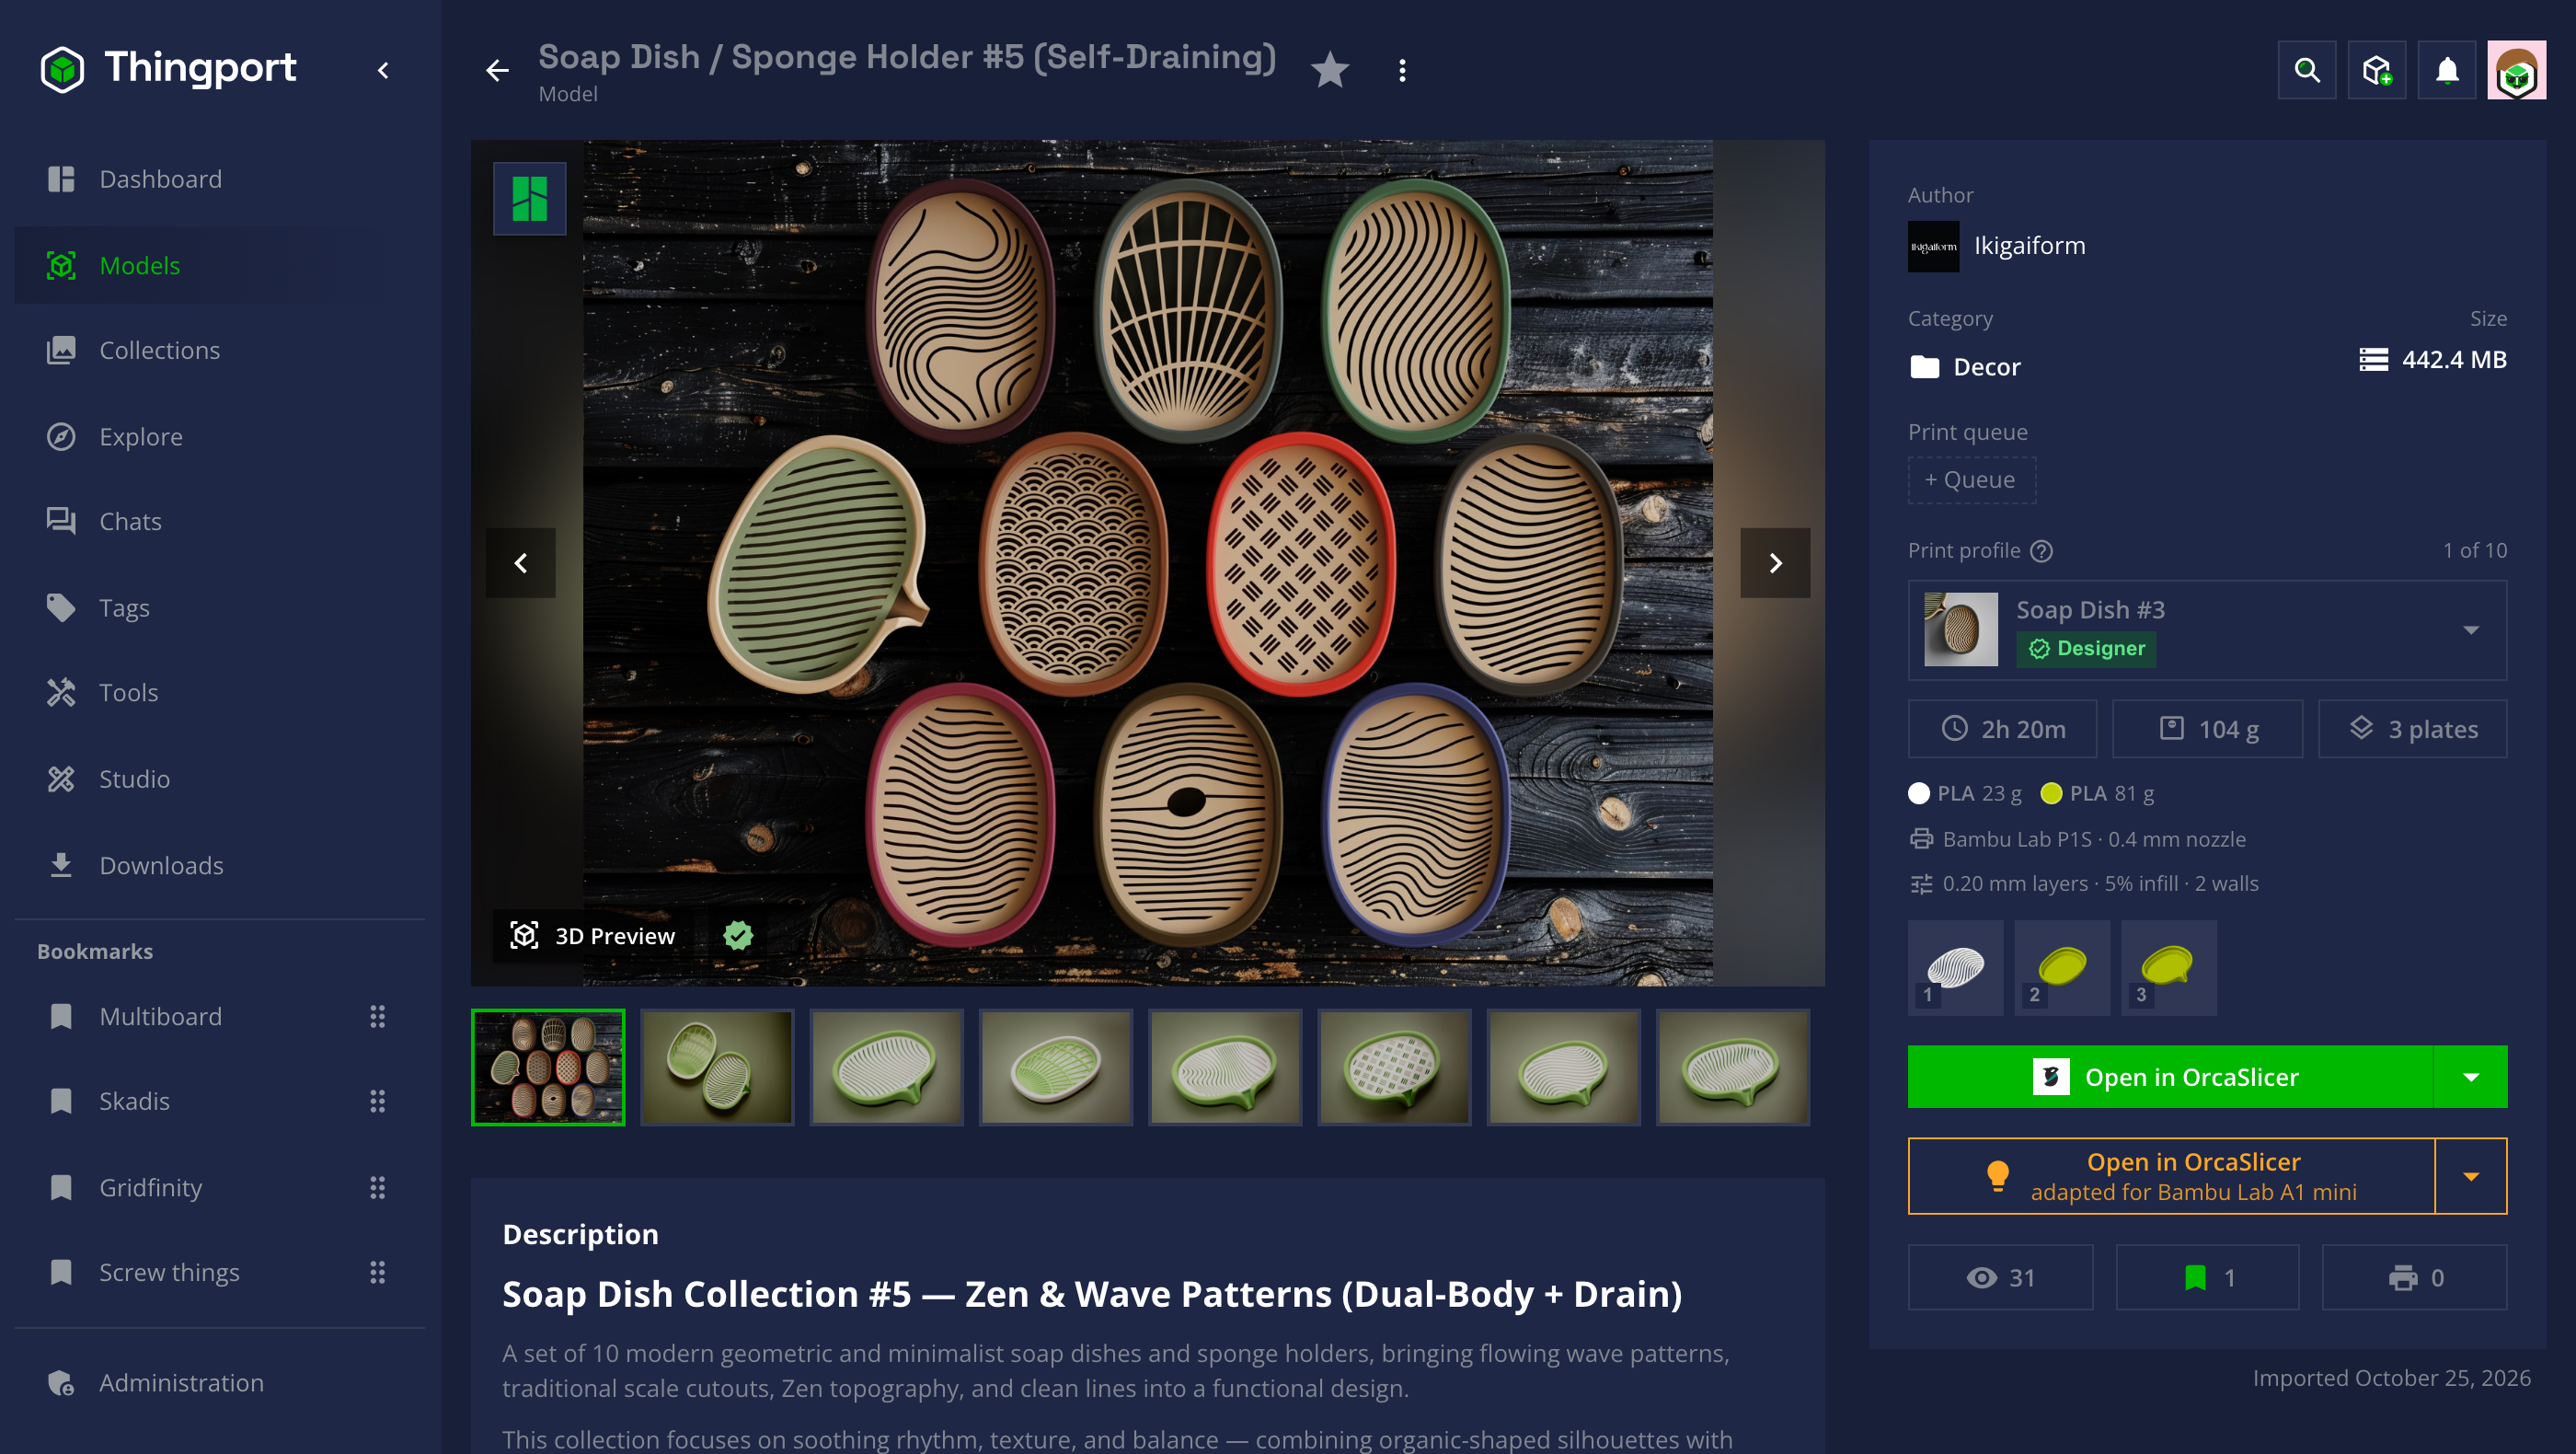 Thingport
Dashboard
Models
Collections
Explore
Chats
Tags
Tools
Studio
Downloads
Bookmarks
Multiboard
Skadis
Gridfinity
Screw things
Administration
Soap Dish / Sponge Holder #5 (Self-Draining)
Model
3D Preview
Description
Soap Dish Collection #5 — Zen & Wave Patterns (Dual-Body + Drain)
A set of 10 modern geometric and minimalist soap dishes and sponge holders, bringing flowing wave patterns,
traditional scale cutouts, Zen topography, and clean lines into a functional design.
This collection focuses on soothing rhythm, texture, and balance — combining organic-shaped silhouettes with
Author
Ikigaiform
Ikigaiform
Category
Size
Decor
442.4 MB
Print queue
+ Queue
Print profile
1 of 10
Soap Dish #3
Designer
2h 20m
104 g
3 plates
PLA 23 g
PLA 81 g
Bambu Lab P1S · 0.4 mm nozzle
0.20 mm layers · 5% infill · 2 walls
1
2
3
Open in OrcaSlicer
Open in OrcaSlicer
adapted for Bambu Lab A1 mini
31
1
0
Imported October 25, 2026